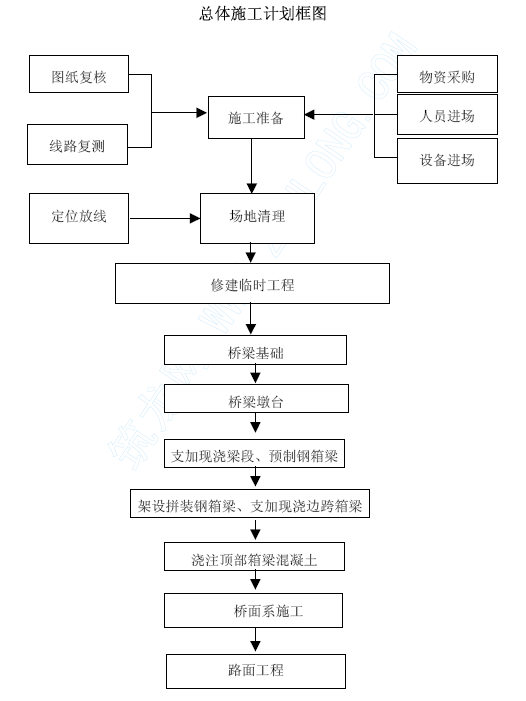 总体施工计划框图
图纸复核
物资采购
施工准备
人员进场
线路复测
设备进场
定位放线
场地清理
修建临时工程
桥梁基础
桥梁墩台
支加现浇梁段、预制钢箱梁
架设拼装钢箱梁、支加现浇边跨箱梁
浇注顶部箱梁混凝土
桥面系施工
路面工程